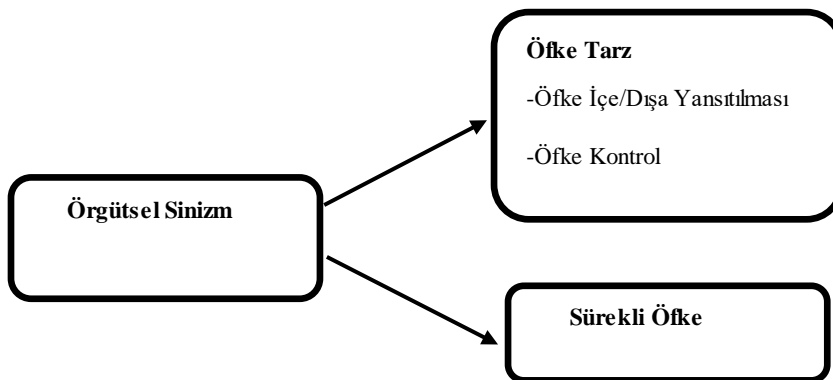 Öfke Tarz
-Öfke İçe/Dışa Yansıtılması
-Öfke Kontrol
Örgütsel Sinizm
Sürekli Öfke